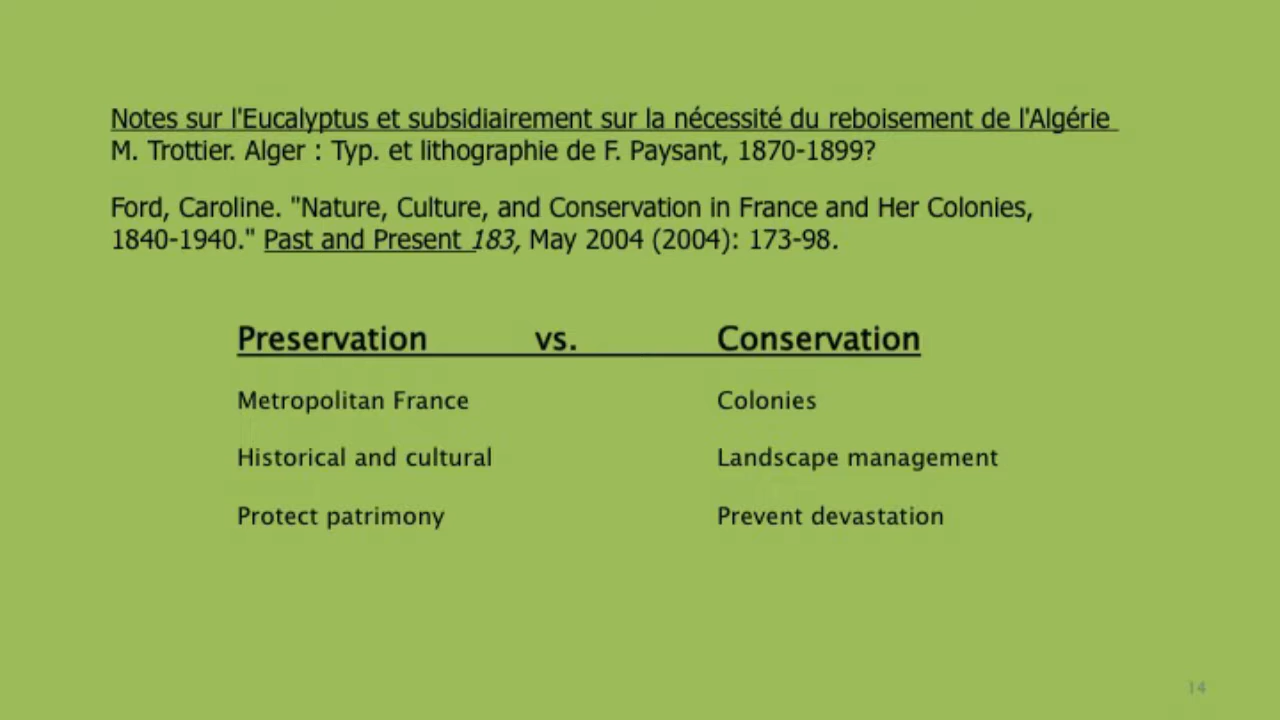 Notes sur l'Eucalyptus et subsidiairement sur la nécessité du reboisement de l'Algérie
M. Trottier. Alger : Typ. et lithographie de F. Paysant, 1870-1899?
Ford, Caroline. "Nature, Culture, and Conservation in France and Her Colonies,
1840-1940." Past and Present 183, May 2004 (2004): 173-98.
Preservation vs. Conservation
Metropolitan France Colonies
Historical and cultural Landscape management
Protect patrimony Prevent devastation
14